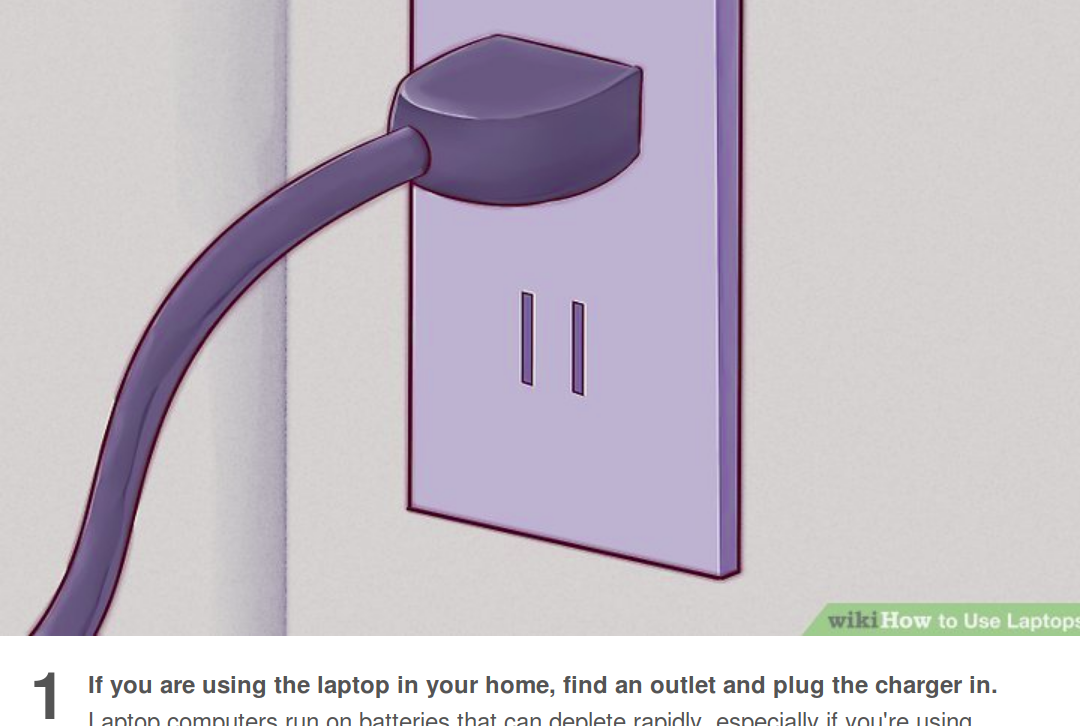 wikiHow to Use Laptops
1
If you are using the laptop in your home, find an outlet and plug the charger in.
Laptop computers run on batteries that can deplete rapidly, especially if you're using